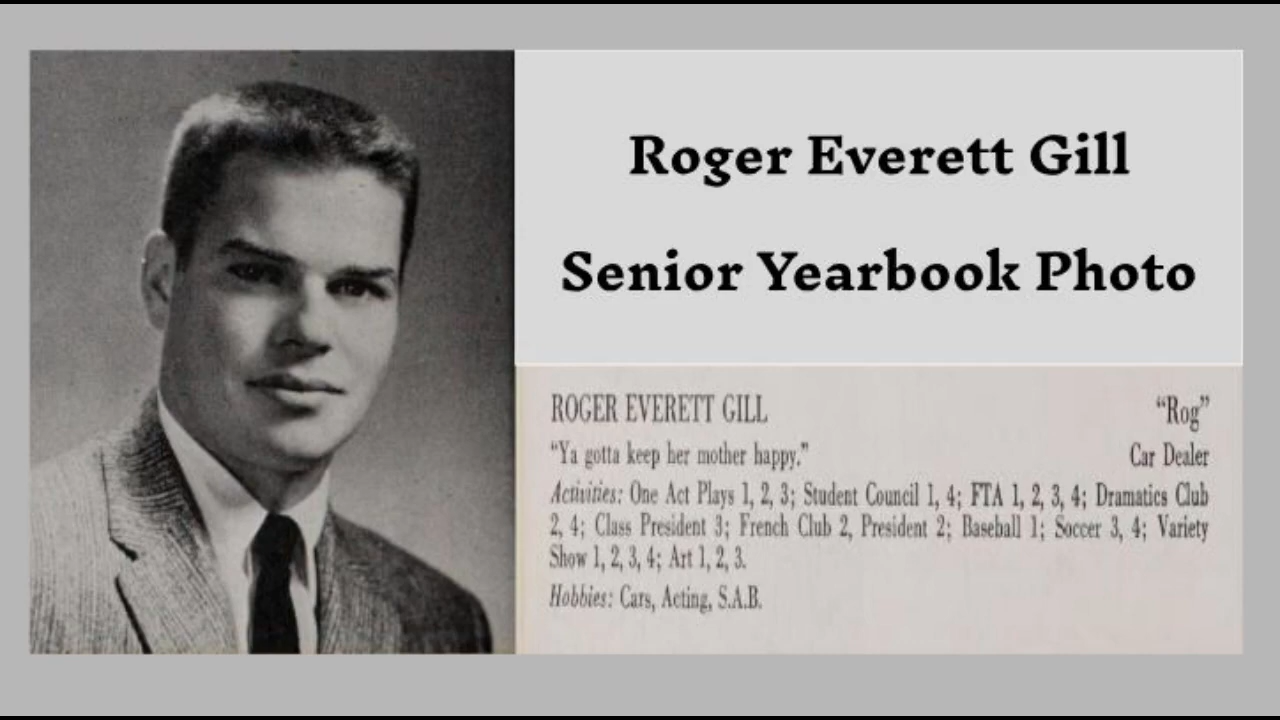 Roger Everett Gill
Senior Yearbook Photo
ROGER EVERETT GILL “Rog”
“Ya gotta keep her mother happy.” Car Dealer
Activities: One Act Plays 1, 2, 3; Student Council 1, 4; FTA 1, 2, 3, 4; Dramatics Club
2, 4; Class President 3; French Club 2, President 2; Baseball 1; Soccer 3, 4; Variety
Show 1, 2, 3, 4; Art 1, 2, 3.
Hobbies: Cars, Acting, S.A.B.